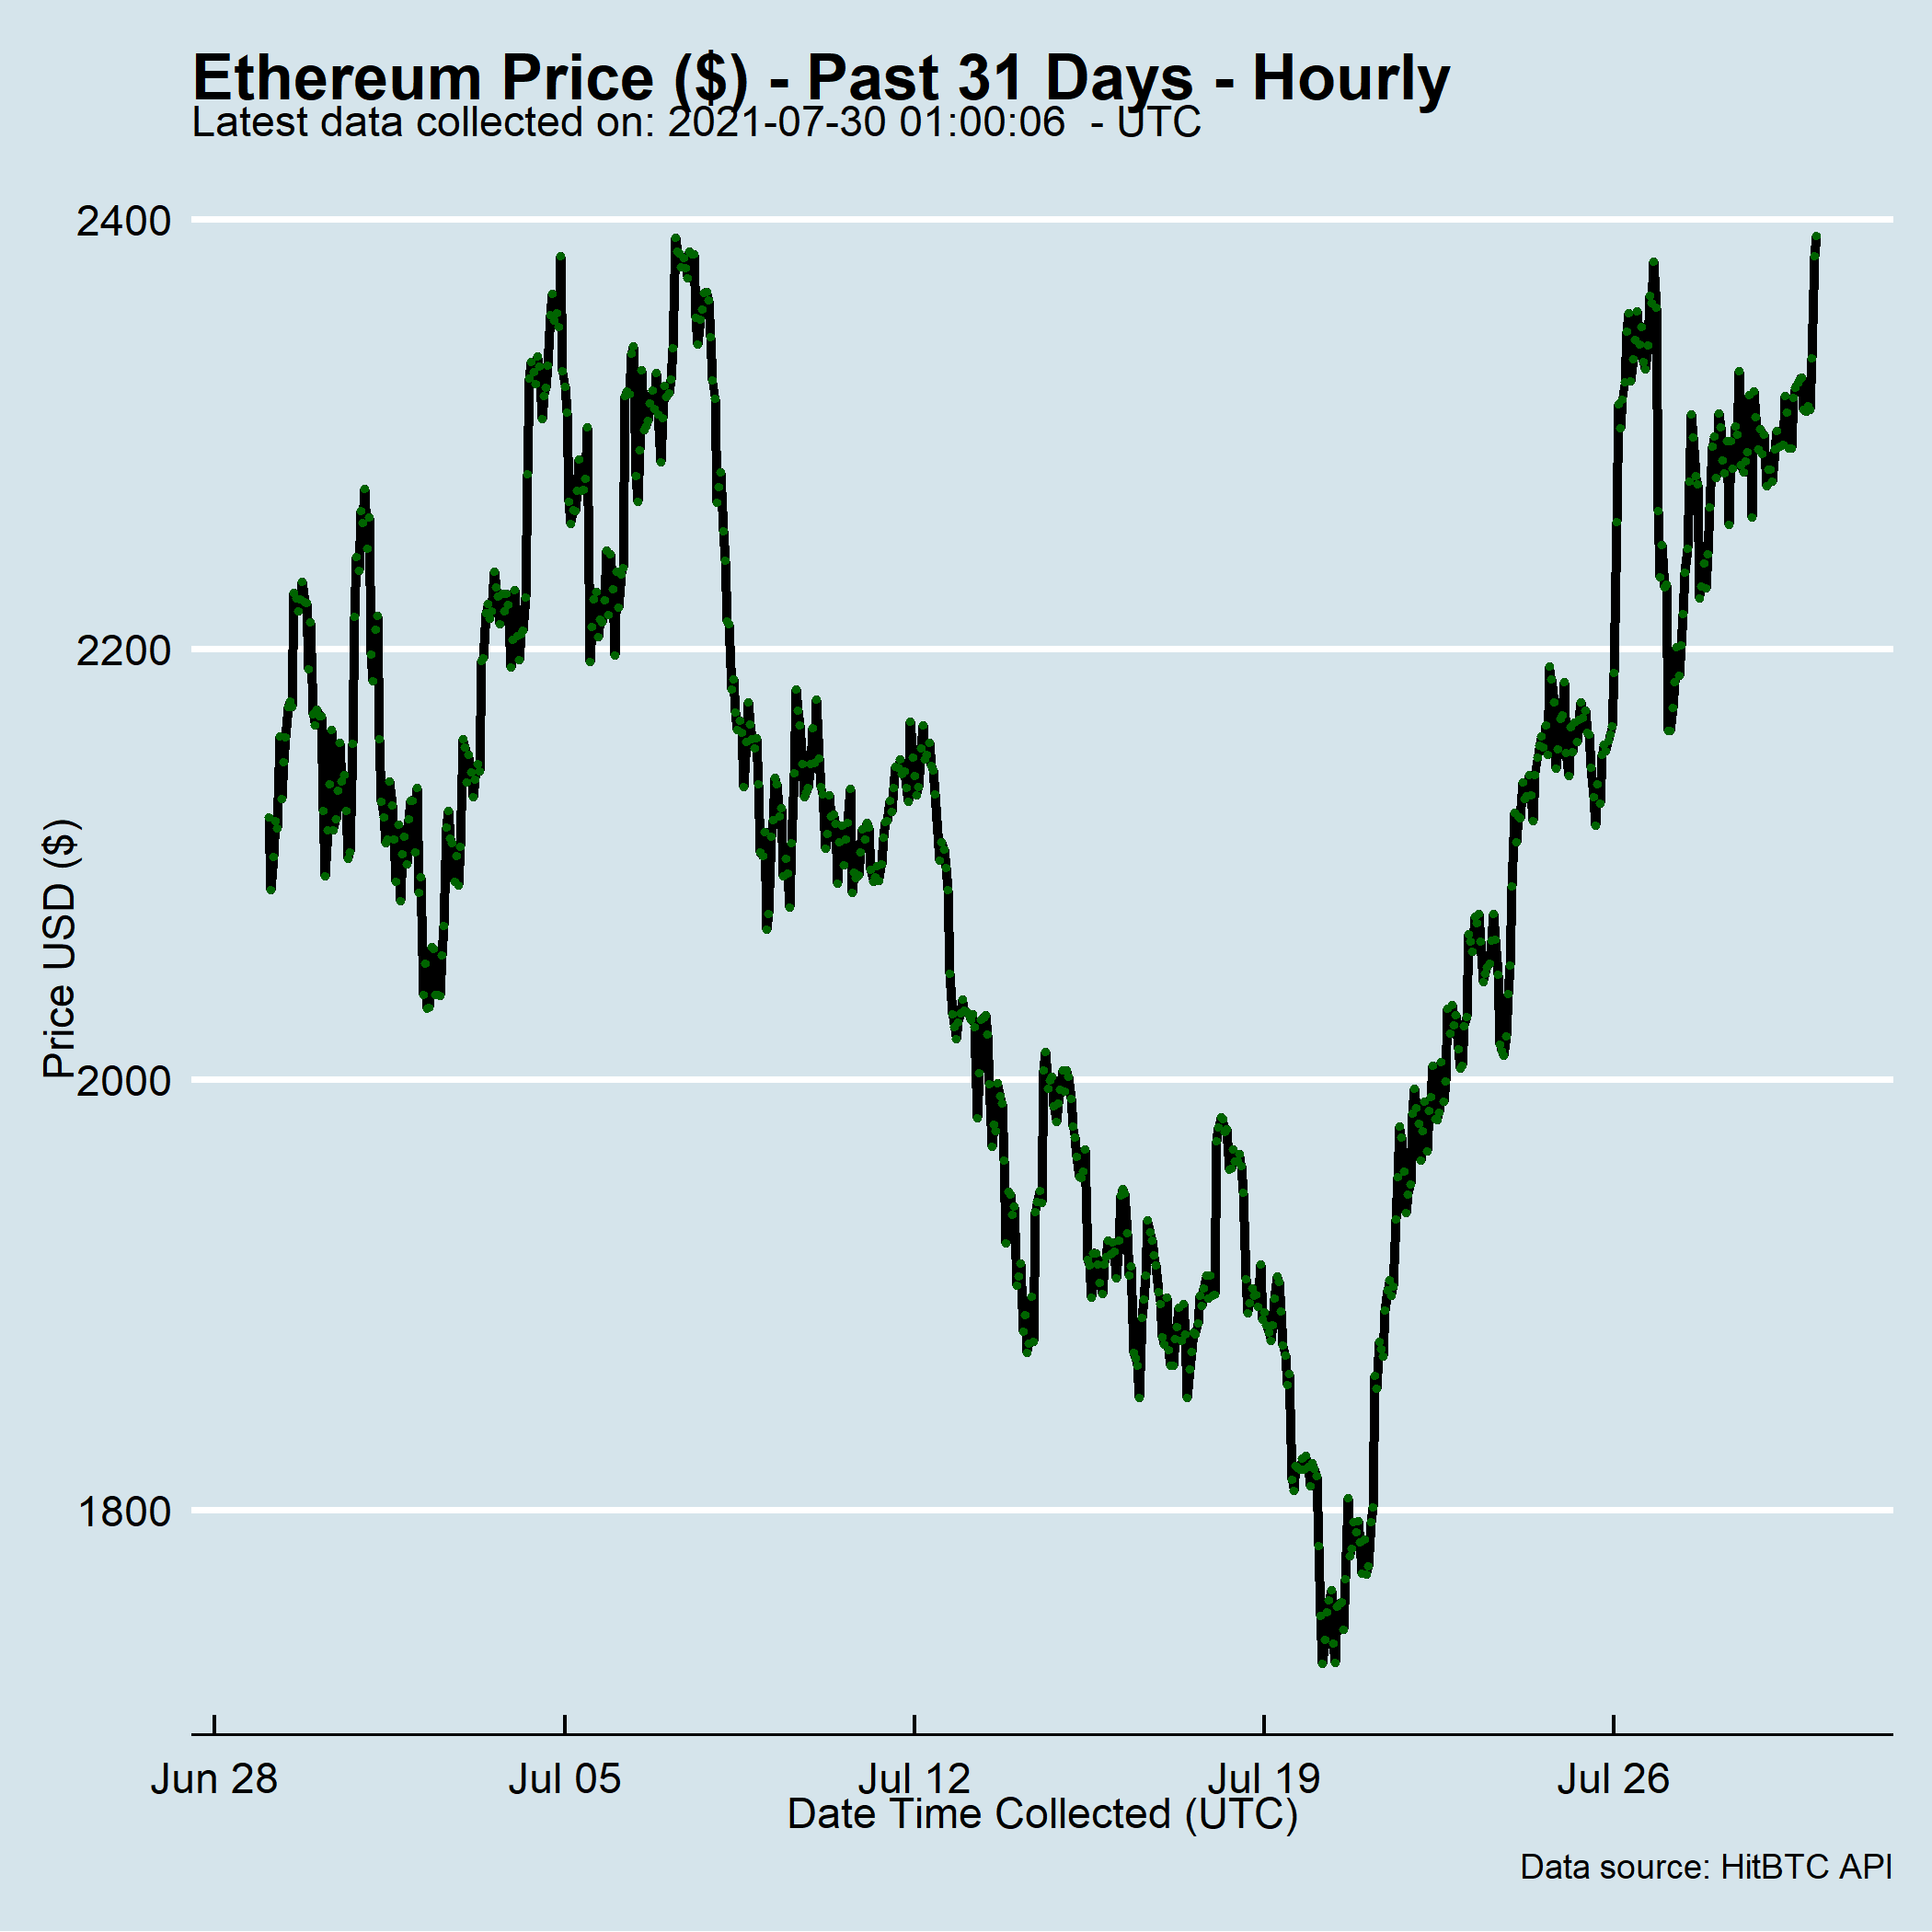 Ethereum Price ($) - Past 31 Days - Hourly
Latest data collected on: 2021-07-30 01:00:06  - UTC
2400
2200
2000
1800
Price USD ($)
Jun 28 Jul 05 Jul 12 Jul 19 Jul 26
Date Time Collected (UTC)
Data source: HitBTC API